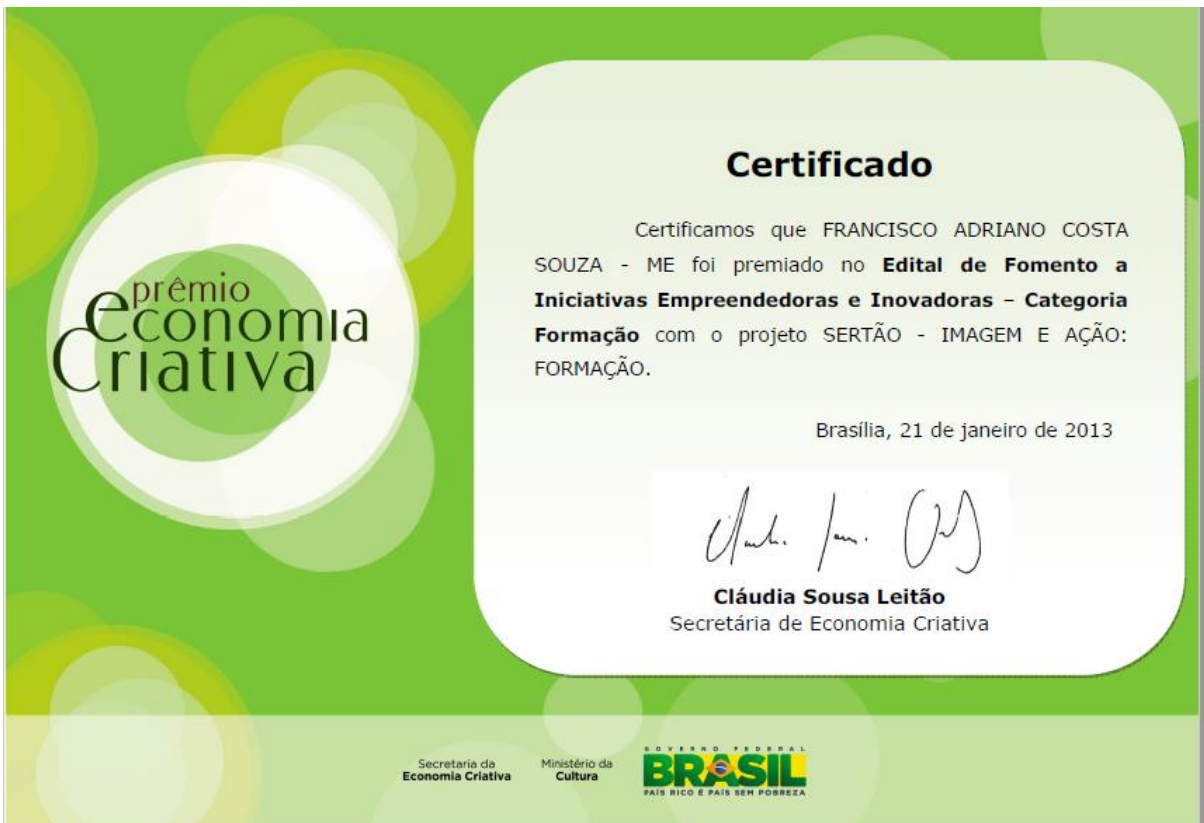 prêmio
economia
Criativa
Certificado
Certificamos que FRANCISCO ADRIANO COSTA
SOUZA - ME foi premiado no Edital de Fomento a
Iniciativas Empreendedoras e Inovadoras – Categoria
Formação com o projeto SERTÃO - IMAGEM E AÇÃO:
FORMAÇÃO.
Brasília, 21 de janeiro de 2013
Cláudia Sousa Leitão
Secretária de Economia Criativa
Secretaria da
Economia Criativa
Ministério da
Cultura
GOVERNO FEDERAL
BRASIL
PAÍS RICO É PAÍS SEM POBREZA